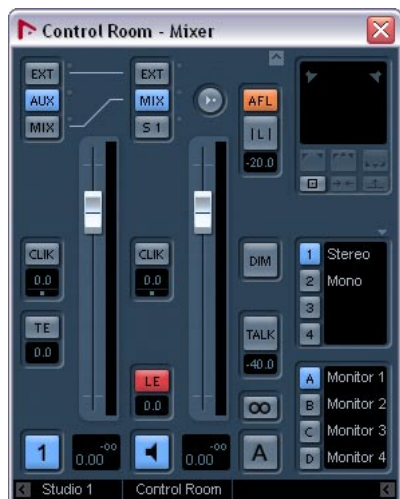 Control Room - Mixer
EXT
AUX
MIX
EXT
MIX
S 1
AFL
|L|
-20.0
CLIK
0.0
CLIK
0.0
DIM
1 Stereo
2 Mono
3
4
TE
0.0
TALK
-40.0
LE
0.0
A Monitor 1
B Monitor 2
C Monitor 3
D Monitor 4
1
0.00
-oo
0.00
-oo
A
Studio 1
Control Room